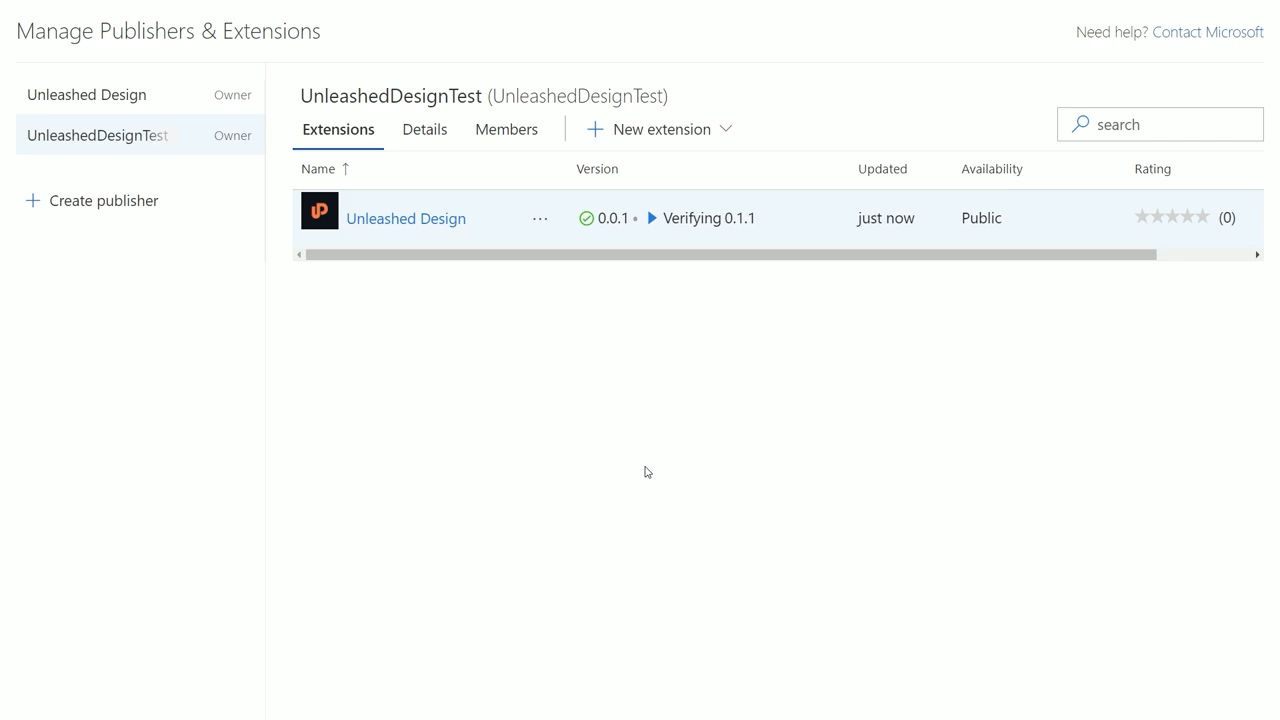 Manage Publishers & Extensions
Need help? Contact Microsoft
Unleashed Design Owner
UnleashedDesignTest Owner
+ Create publisher
UnleashedDesignTest (UnleashedDesignTest)
Extensions Details Members + New extension
search
Name ↑ Version Updated Availability Rating
UP Unleashed Design ... 0.0.1 • Verifying 0.1.1 just now Public (0)